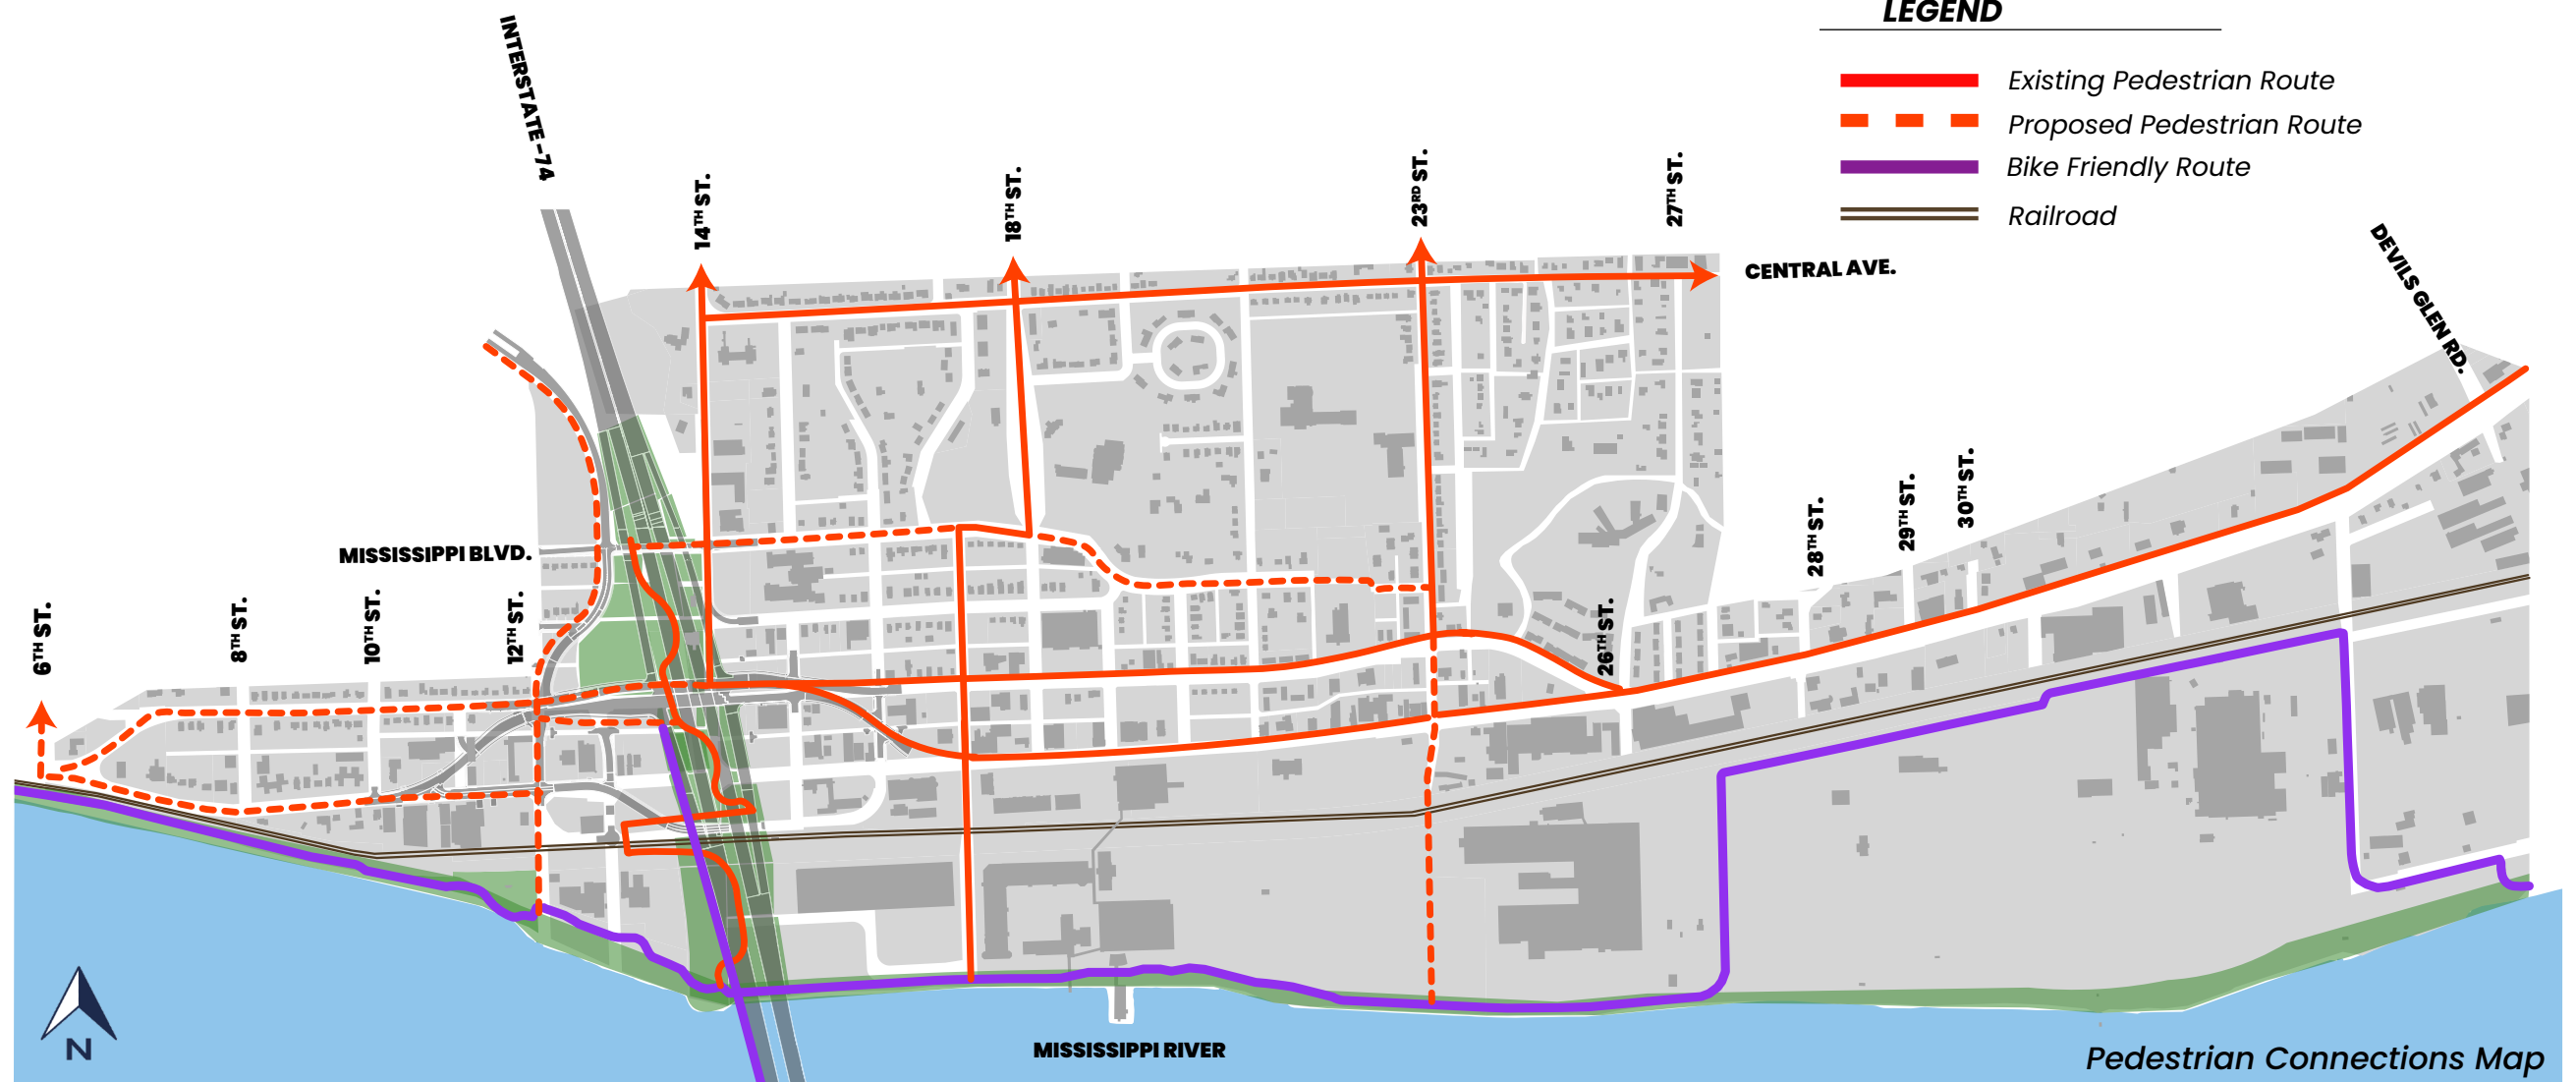 LEGEND
Existing Pedestrian Route
Proposed Pedestrian Route
Bike Friendly Route
Railroad
INTERSTATE-74
14TH ST.
18TH ST.
23RD ST.
27TH ST.
CENTRAL AVE.
DEVILS GLEN RD.
MISSISSIPPI BLVD.
6TH ST.
8TH ST.
10TH ST.
12TH ST.
26TH ST.
28TH ST.
29TH ST.
30TH ST.
N
MISSISSIPPI RIVER
Pedestrian Connections Map